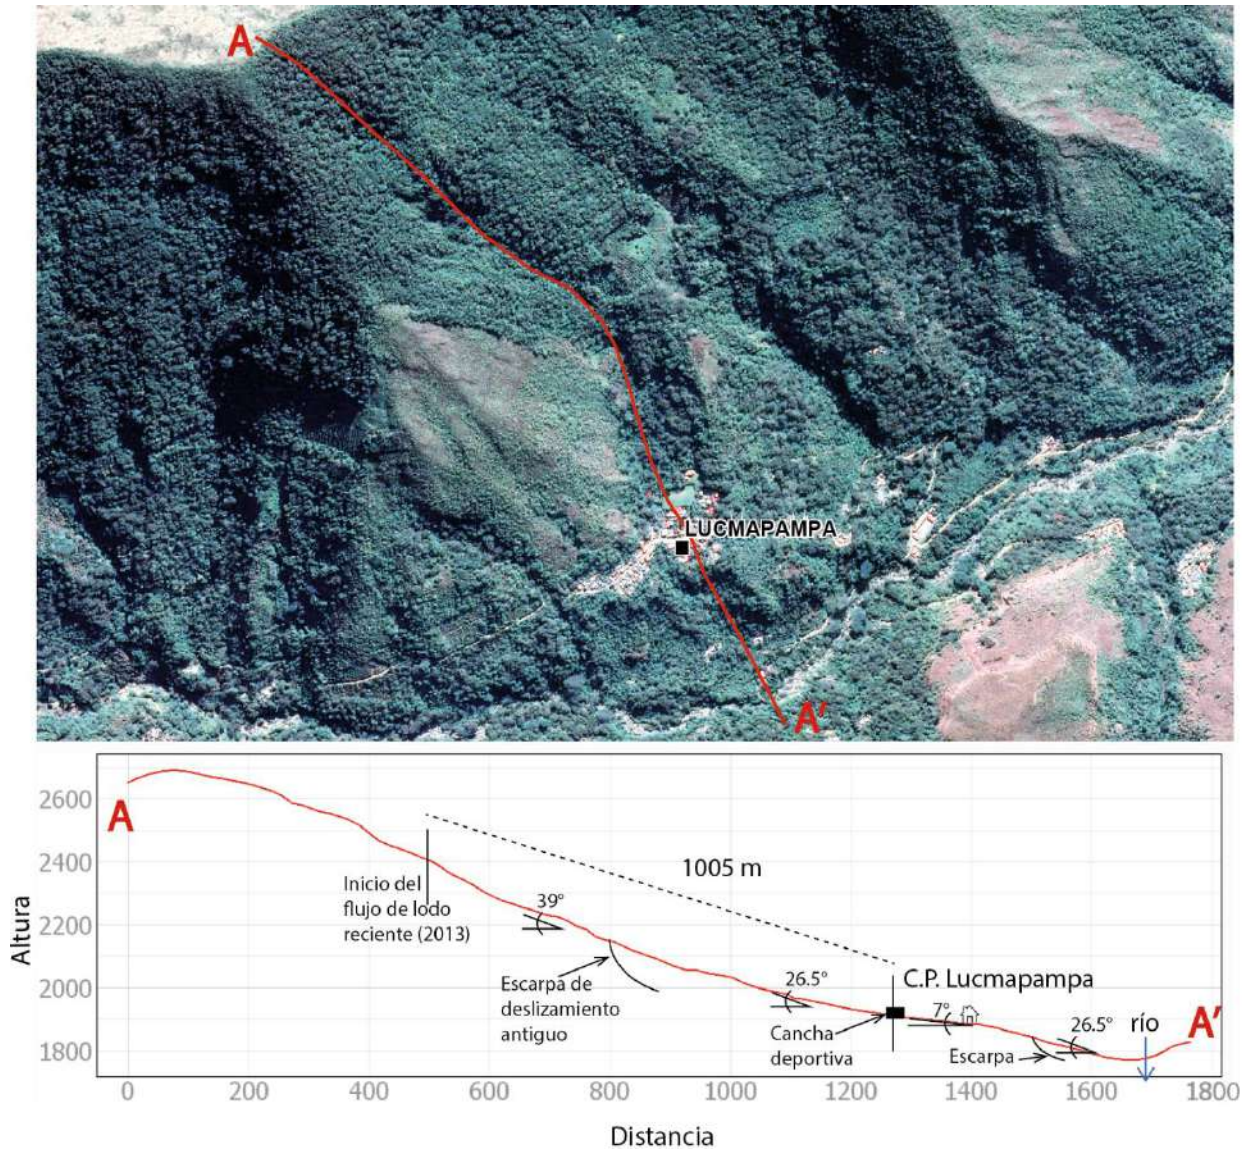 A
LUCMAPAMPA
A'
Altura
2600
2400
2200
2000
1800
A
1005 m
Inicio del
flujo de lodo
reciente (2013)
39°
Escarpa de
deslizamiento
antiguo
26.5°
C.P. Lucmapampa
Cancha
deportiva
7°
Escarpa
26.5°
río
A'
0 200 400 600 800 1000 1200 1400 1600 1800
Distancia